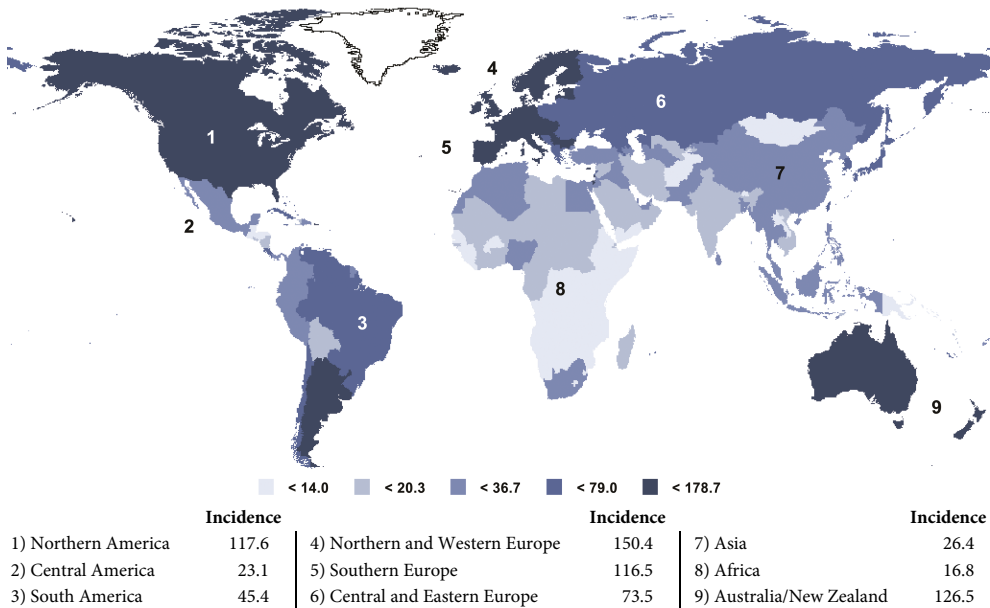 4
6
1
5
7
2
8
3
9
< 14.0 < 20.3 < 36.7 < 79.0 < 178.7
Incidence Incidence Incidence
1) Northern America 117.6 4) Northern and Western Europe 150.4 7) Asia 26.4
2) Central America 23.1 5) Southern Europe 116.5 8) Africa 16.8
3) South America 45.4 6) Central and Eastern Europe 73.5 9) Australia/New Zealand 126.5